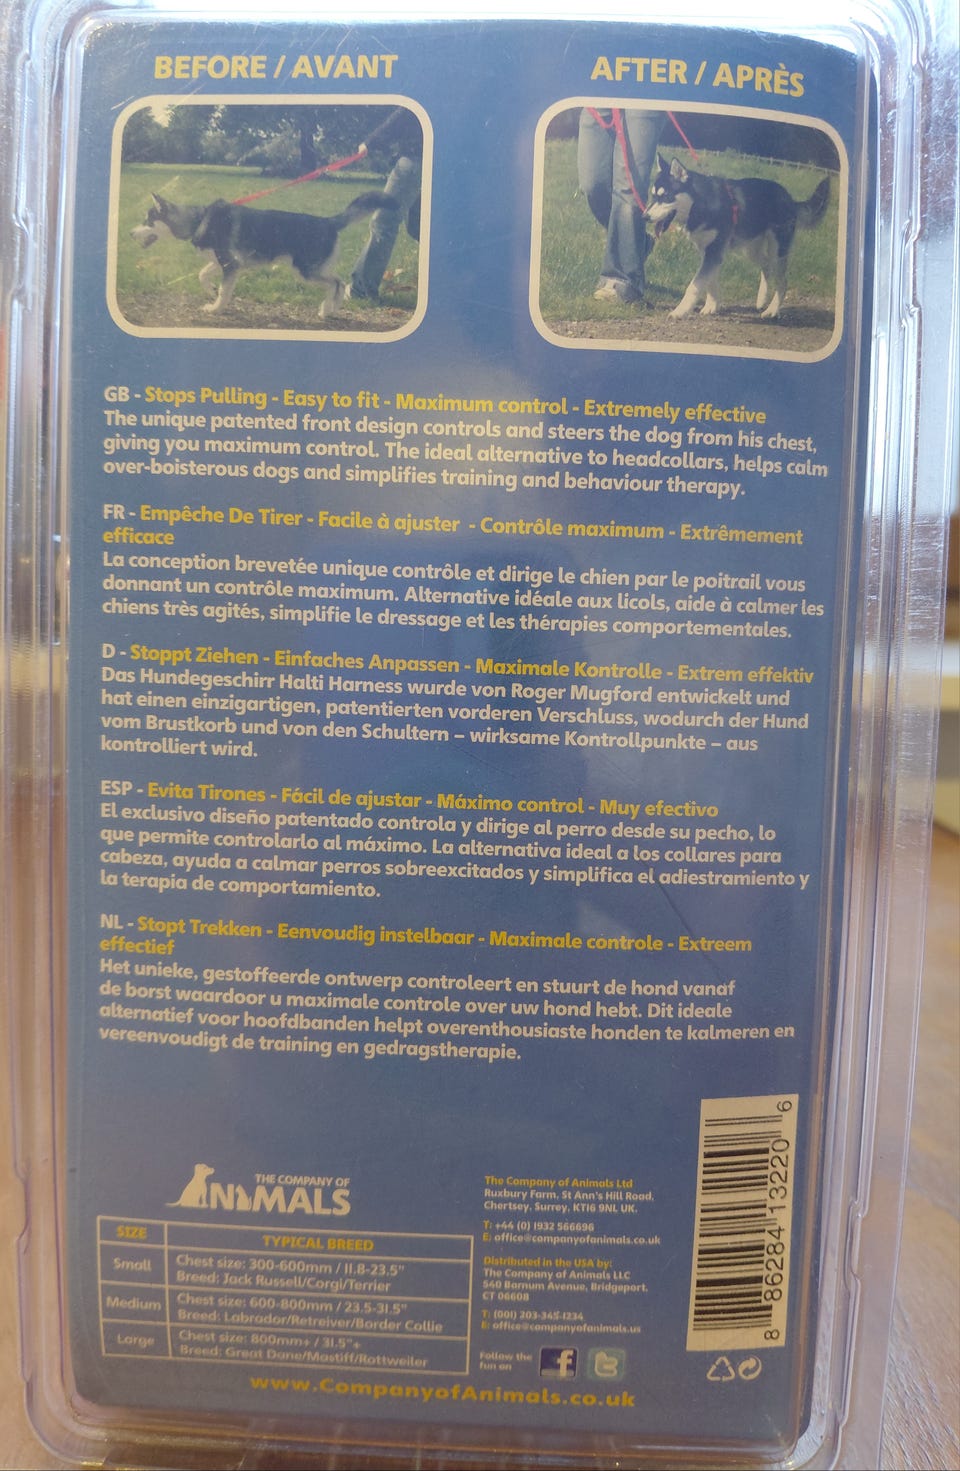 BEFORE / AVANT
AFTER / APRÈS
GB - Stops Pulling - Easy to fit - Maximum control - Extremely effective
The unique patented front design controls and steers the dog from his chest,
giving you maximum control. The ideal alternative to headcollars, helps calm
over-boisterous dogs and simplifies training and behaviour therapy.
FR - Empêche De Tirer - Facile à ajuster - Contrôle maximum - Extrêmement
efficace
La conception brevetée unique contrôle et dirige le chien par le poitrail vous
donnant un contrôle maximum. Alternative idéale aux licols, aide à calmer les
chiens très agités, simplifie le dressage et les thérapies comportementales.
D - Stoppt Ziehen - Einfaches Anpassen - Maximale Kontrolle - Extrem effektiv
Das Hundegeschirr Halti Harness wurde von Roger Mugford entwickelt und
hat einen einzigartigen, patentierten vorderen Verschluss, wodurch der Hund
vom Brustkorb und von den Schultern – wirksame Kontrollpunkte – aus
kontrolliert wird.
ESP - Evita Tirones - Fácil de ajustar - Máximo control - Muy efectivo
El exclusivo diseño patentado controla y dirige al perro desde su pecho, lo
que permite controlarlo al máximo. La alternativa ideal a los collares para
cabeza, ayuda a calmar perros sobreexcitados y simplifica el adiestramiento y
la terapia de comportamiento.
NL - Stopt Trekken - Eenvoudig instelbaar - Maximale controle - Extreem
effectief
Het unieke, gestoffeerde ontwerp controleert en stuurt de hond vanaf
de borst waardoor u maximale controle over uw hond hebt. Dit ideale
alternatief voor hoofdbanden helpt overenthousiaste honden te kalmeren en
vereenvoudigt de training en gedragstherapie.
THE COMPANY OF
ANIMALS
SIZE TYPICAL BREED
Small Chest size: 300-600mm / 11.8-23.5"
Breed: Jack Russell/Corgi/Terrier
Medium Chest size: 600-800mm / 23.5-31.5"
Breed: Labrador/Retreiver/Border Collie
Large Chest size: 800mm+ / 31.5"+
Breed: Great Dane/Mastiff/Rottweiler
The Company of Animals Ltd
Ruxbury Farm, St Ann's Hill Road,
Chertsey, Surrey, KT16 9NL UK.
T: +44 (0) 1932 566696
E: office@companyofanimals.co.uk
Distributed in the USA by:
The Company of Animals LLC
540 Barnum Avenue, Bridgeport,
CT 06608
T: (001) 203-345-1234
E: office@companyofanimals.us
Follow the
fun on
f t
www.CompanyofAnimals.co.uk
8 86284 13220 6